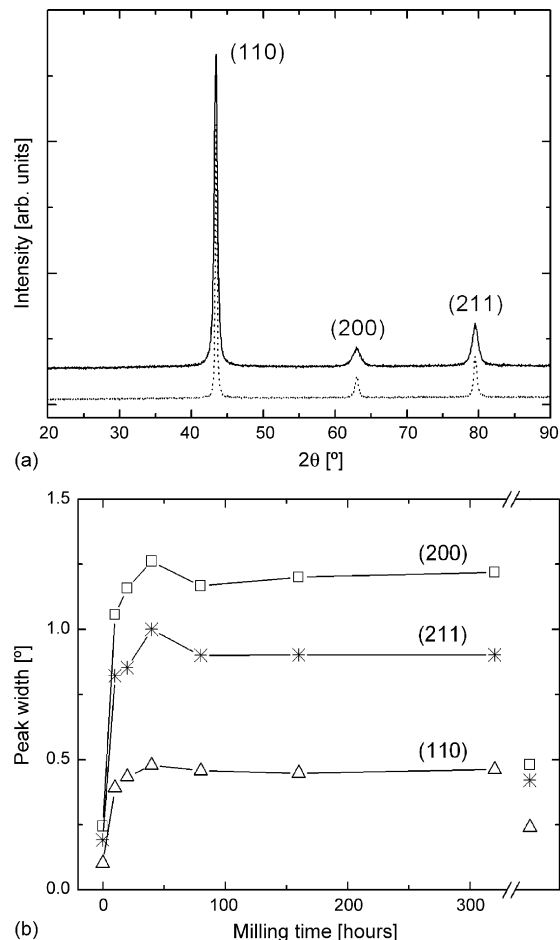 (110)
(200)
(211)
Intensity [arb. units]
20 30 40 50 60 70 80 90
2θ [º]
(a)
1.5
(200)
1.0
(211)
Peak width [º]
0.5
(110)
0.0
0 100 200 300
(b)
Milling time [hours]